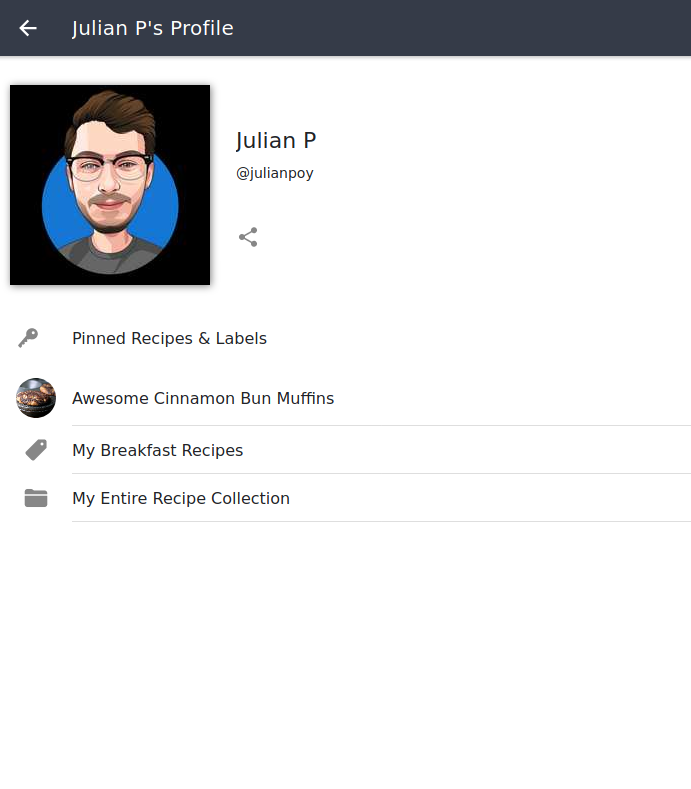 Julian P's Profile
Julian P
@julianpoy
Pinned Recipes & Labels
Awesome Cinnamon Bun Muffins
My Breakfast Recipes
My Entire Recipe Collection